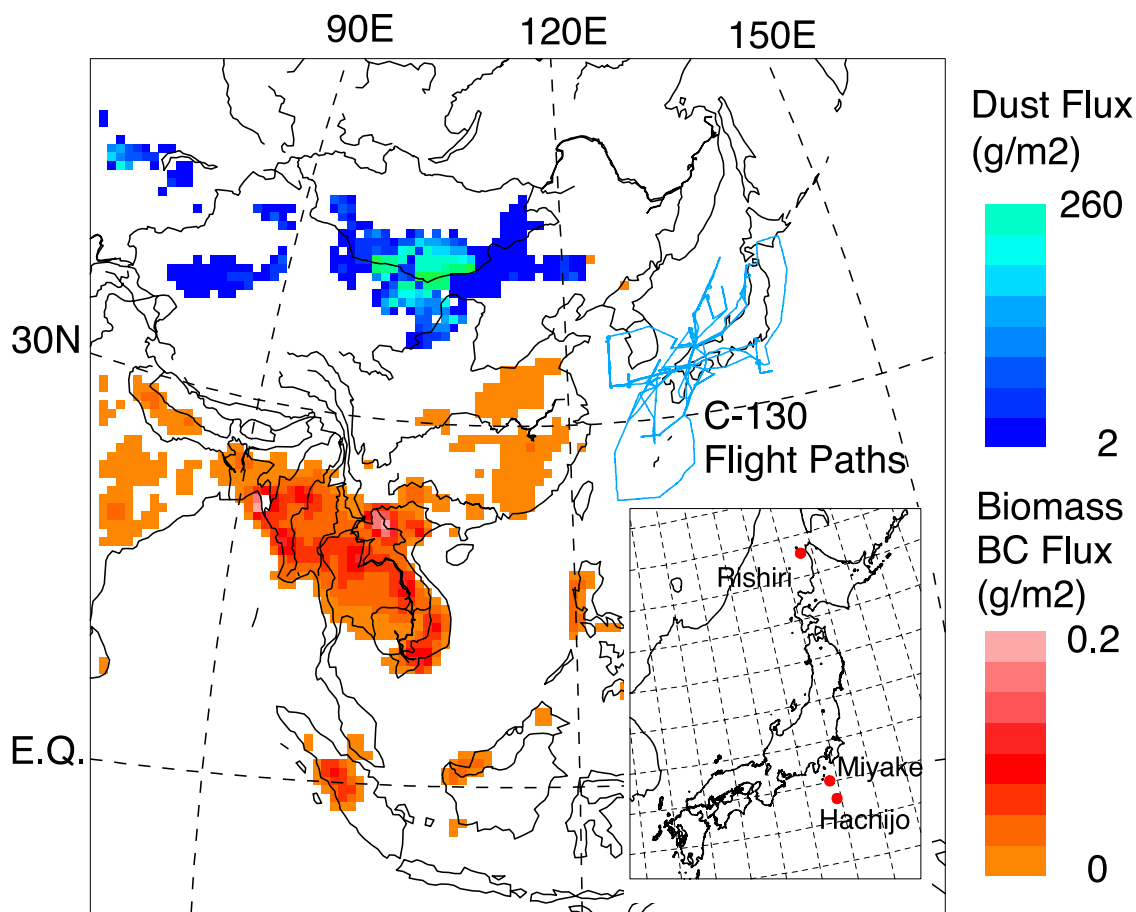 90E
120E
150E
30N
E.Q.
C-130
Flight Paths
Dust Flux
(g/m2)
260
2
Biomass
BC Flux
(g/m2)
0.2
0
Rishiri
Miyake
Hachijo